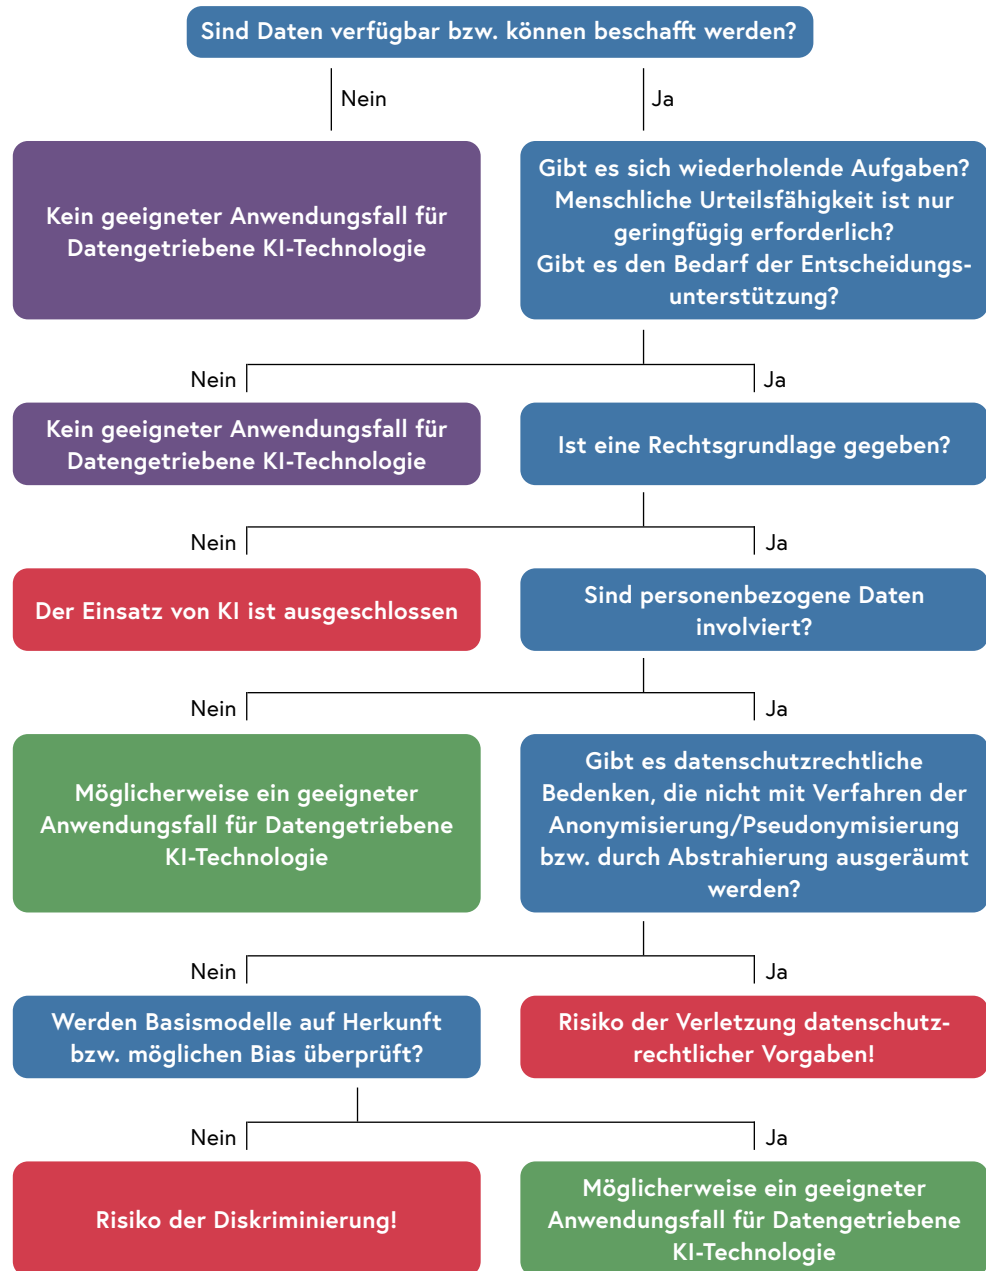 Sind Daten verfügbar bzw. können beschafft werden?
Nein
Ja
Kein geeigneter Anwendungsfall für
Datengetriebene KI-Technologie
Gibt es sich wiederholende Aufgaben?
Menschliche Urteilsfähigkeit ist nur
geringfügig erforderlich?
Gibt es den Bedarf der Entscheidungs-
unterstützung?
Nein
Ja
Kein geeigneter Anwendungsfall für
Datengetriebene KI-Technologie
Ist eine Rechtsgrundlage gegeben?
Nein
Ja
Der Einsatz von KI ist ausgeschlossen
Sind personenbezogene Daten
involviert?
Nein
Ja
Möglicherweise ein geeigneter
Anwendungsfall für Datengetriebene
KI-Technologie
Gibt es datenschutzrechtliche
Bedenken, die nicht mit Verfahren der
Anonymisierung/Pseudonymisierung
bzw. durch Abstrahierung ausgeräumt
werden?
Nein
Ja
Werden Basismodelle auf Herkunft
bzw. möglichen Bias überprüft?
Risiko der Verletzung datenschutz-
rechtlicher Vorgaben!
Nein
Ja
Risiko der Diskriminierung!
Möglicherweise ein geeigneter
Anwendungsfall für Datengetriebene
KI-Technologie